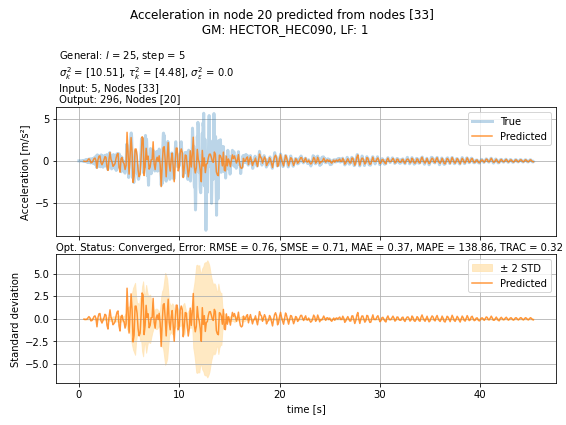 Acceleration in node 20 predicted from nodes [33]
GM: HECTOR_HEC090, LF: 1
General: l = 25, step = 5
σ²ₖ = [10.51], τ²ₖ = [4.48], σ²ε = 0.0
Input: 5, Nodes [33]
Output: 296, Nodes [20]
Acceleration [m/s²]
5
0
−5
True
Predicted
Opt. Status: Converged, Error: RMSE = 0.76, SMSE = 0.71, MAE = 0.37, MAPE = 138.86, TRAC = 0.32
Standard deviation
5.0
2.5
0.0
−2.5
−5.0
± 2 STD
Predicted
0
10
20
30
40
time [s]